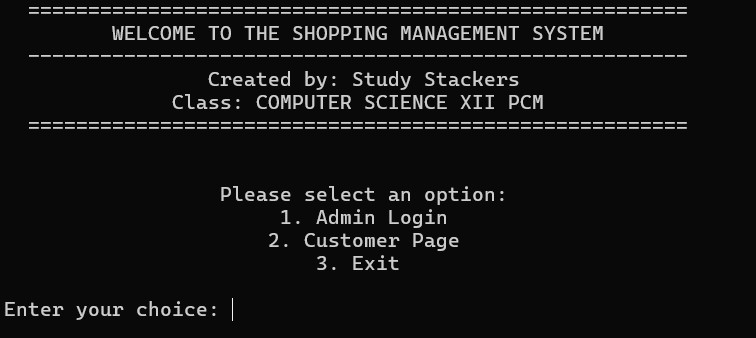 =======================================================
WELCOME TO THE SHOPPING MANAGEMENT SYSTEM
-------------------------------------------------------
Created by: Study Stackers
Class: COMPUTER SCIENCE XII PCM
=======================================================
Please select an option:
1. Admin Login
2. Customer Page
3. Exit
Enter your choice: